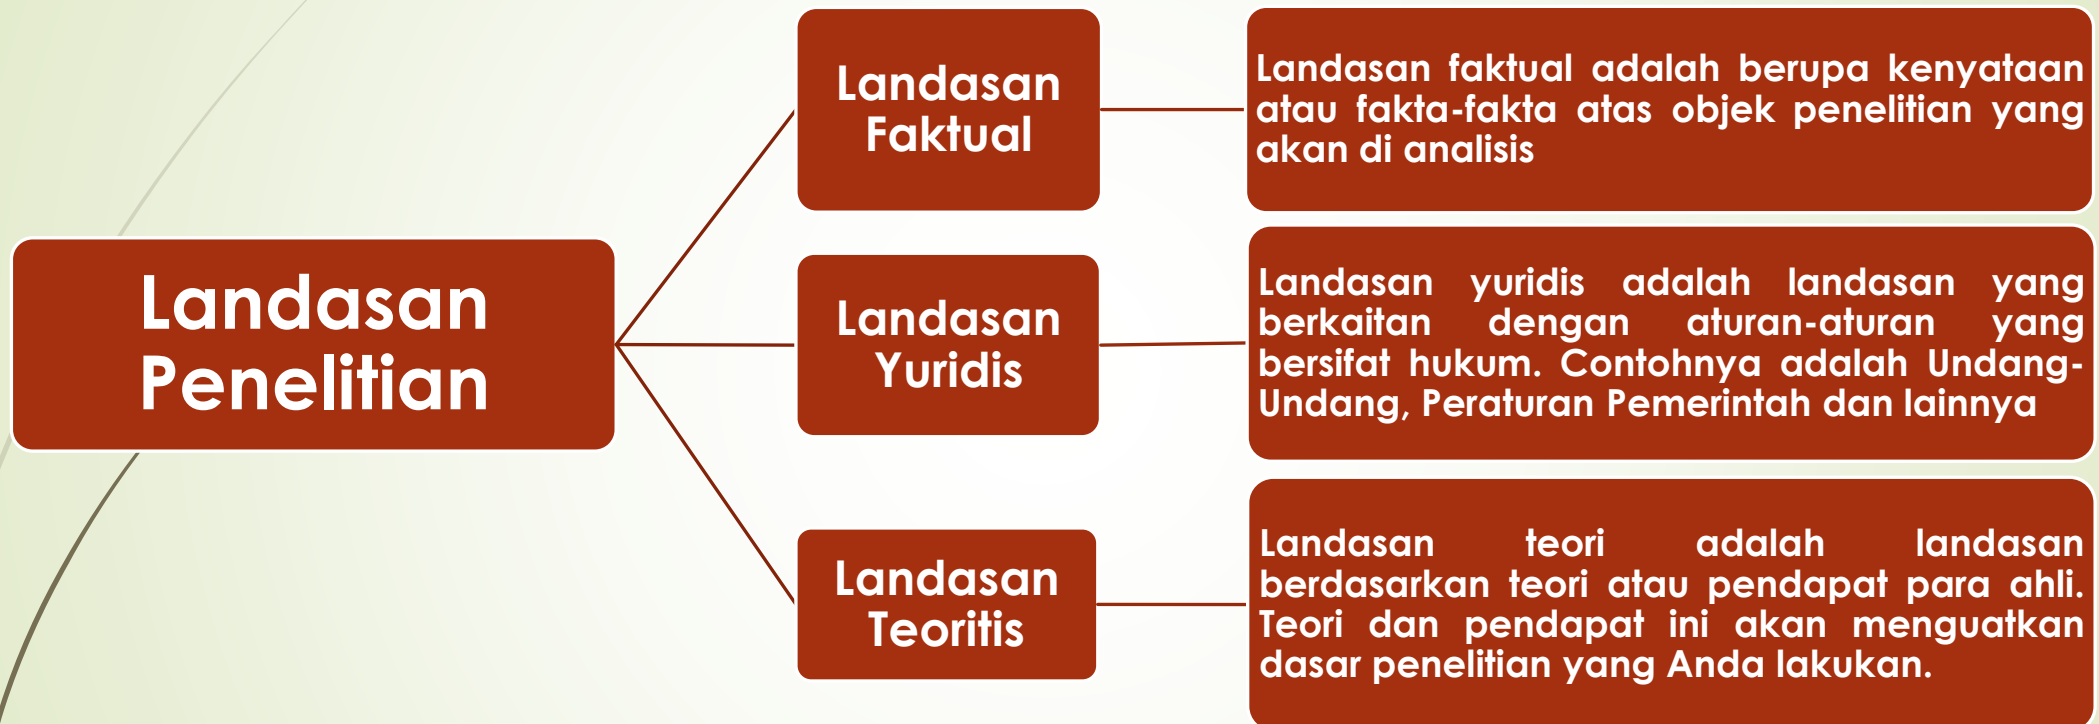 Landasan
Penelitian
Landasan
Faktual
Landasan faktual adalah berupa kenyataan
atau fakta-fakta atas objek penelitian yang
akan di analisis
Landasan
Yuridis
Landasan yuridis adalah landasan yang
berkaitan dengan aturan-aturan yang
bersifat hukum. Contohnya adalah Undang-
Undang, Peraturan Pemerintah dan lainnya
Landasan
Teoritis
Landasan teori adalah landasan
berdasarkan teori atau pendapat para ahli.
Teori dan pendapat ini akan menguatkan
dasar penelitian yang Anda lakukan.